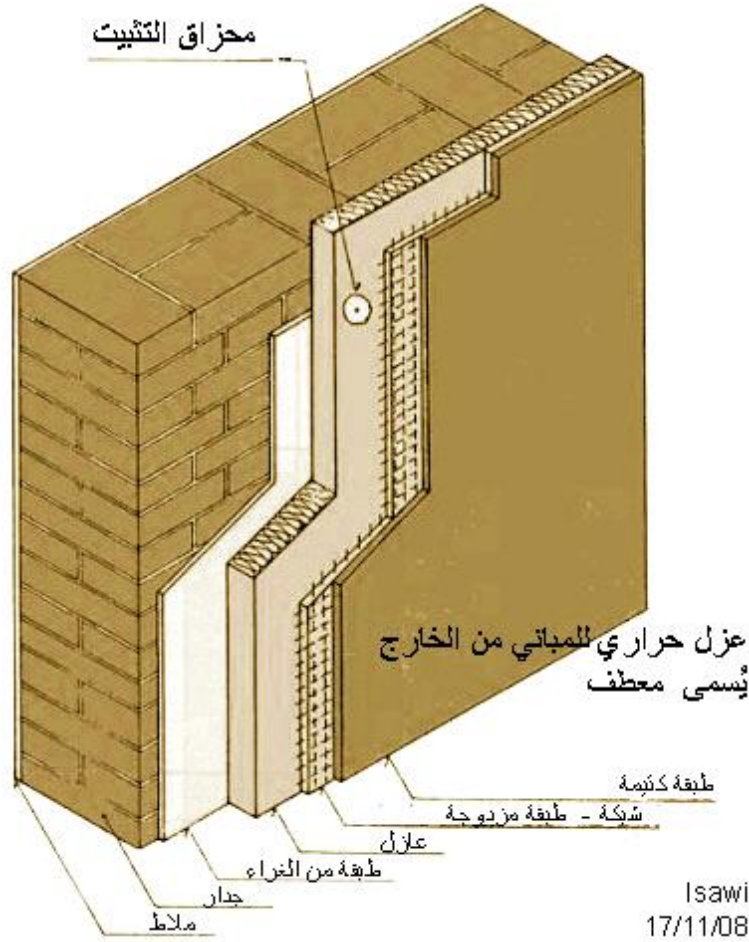 محزاق التثبيت
عزل حراري للمباني من الخارج
يُسمى معطف
طبقة كتيمة
شبكة - طبقة مزدوجة
عازل
طبقة من الغراء
جدار
ملاط
Isawi
17/11/08